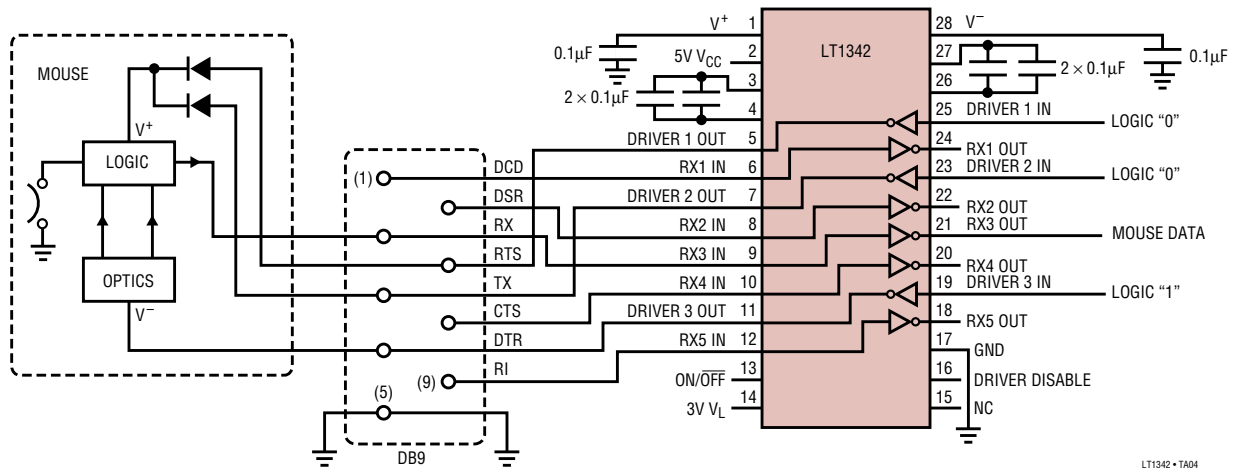 MOUSE
V+
LOGIC
OPTICS
V−
(1)
DCD
DSR
RX
RTS
TX
CTS
DTR
(9)
RI
(5)
DB9
0.1µF
V+
1
5V VCC
2
3
2 × 0.1µF
4
DRIVER 1 OUT
5
RX1 IN
6
DRIVER 2 OUT
7
RX2 IN
8
RX3 IN
9
RX4 IN
10
DRIVER 3 OUT
11
RX5 IN
12
ON/OFF
13
3V VL
14
LT1342
28
V−
27
0.1µF
2 × 0.1µF
26
25
DRIVER 1 IN
LOGIC “0”
24
RX1 OUT
23
DRIVER 2 IN
LOGIC “0”
22
RX2 OUT
21
RX3 OUT
MOUSE DATA
20
RX4 OUT
19
DRIVER 3 IN
LOGIC “1”
18
RX5 OUT
17
GND
16
DRIVER DISABLE
15
NC
LT1342 • TA04